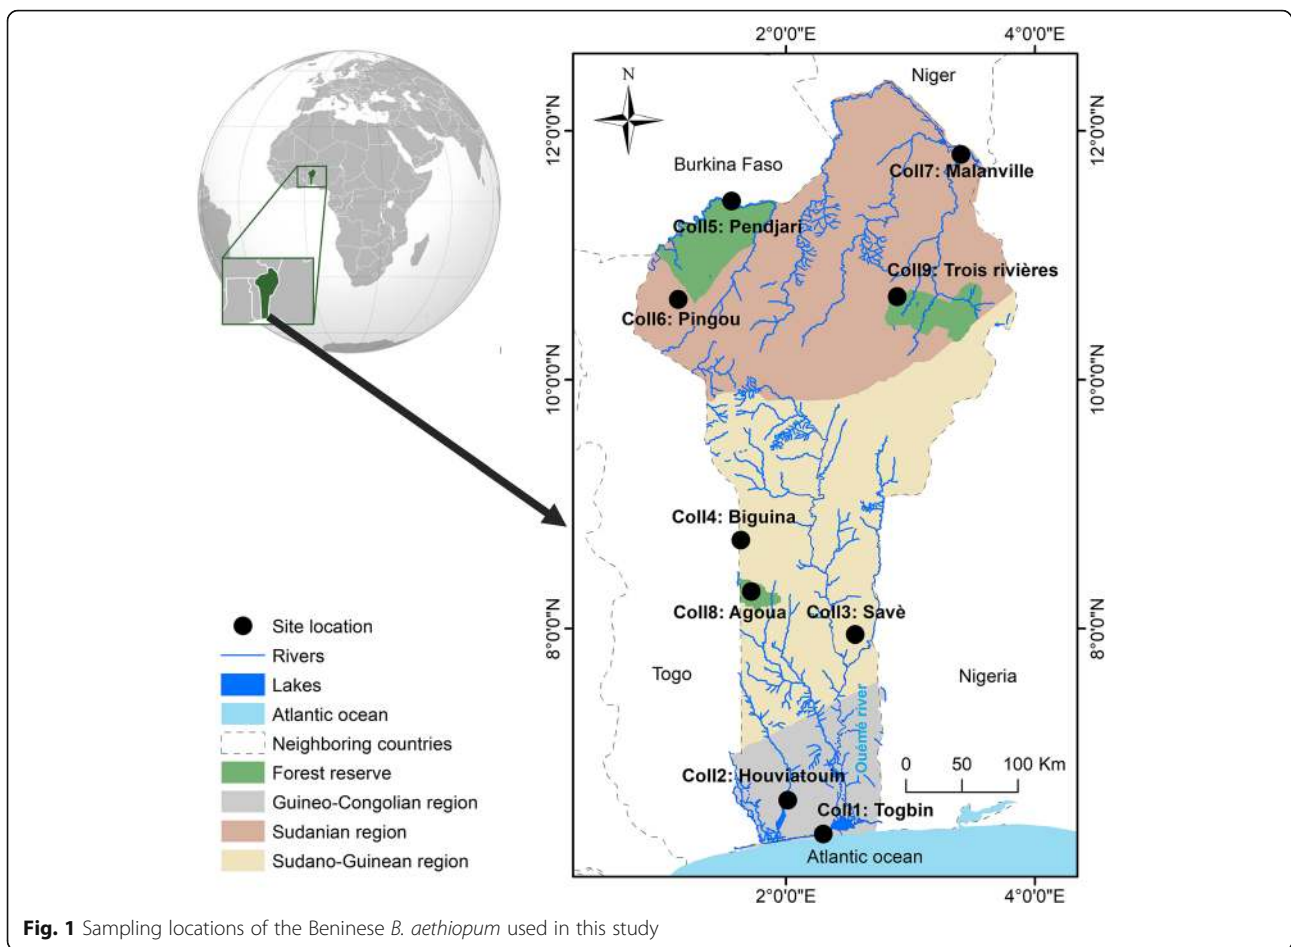 2°0'0"E
4°0'0"E
N
Niger
12°0'0"N
12°0'0"N
Burkina Faso
Coll7: Malanville
Coll5: Pendjari
Coll9: Trois rivières
Coll6: Pingou
10°0'0"N
10°0'0"N
Coll4: Biguina
Coll8: Agoua
Coll3: Savè
8°0'0"N
8°0'0"N
Togo
Nigeria
Ouémé river
0 50 100 Km
Coll2: Houviatouin
Coll1: Togbin
Atlantic ocean
2°0'0"E
4°0'0"E
Site location
Rivers
Lakes
Atlantic ocean
Neighboring countries
Forest reserve
Guineo-Congolian region
Sudanian region
Sudano-Guinean region
Fig. 1 Sampling locations of the Beninese B. aethiopum used in this study